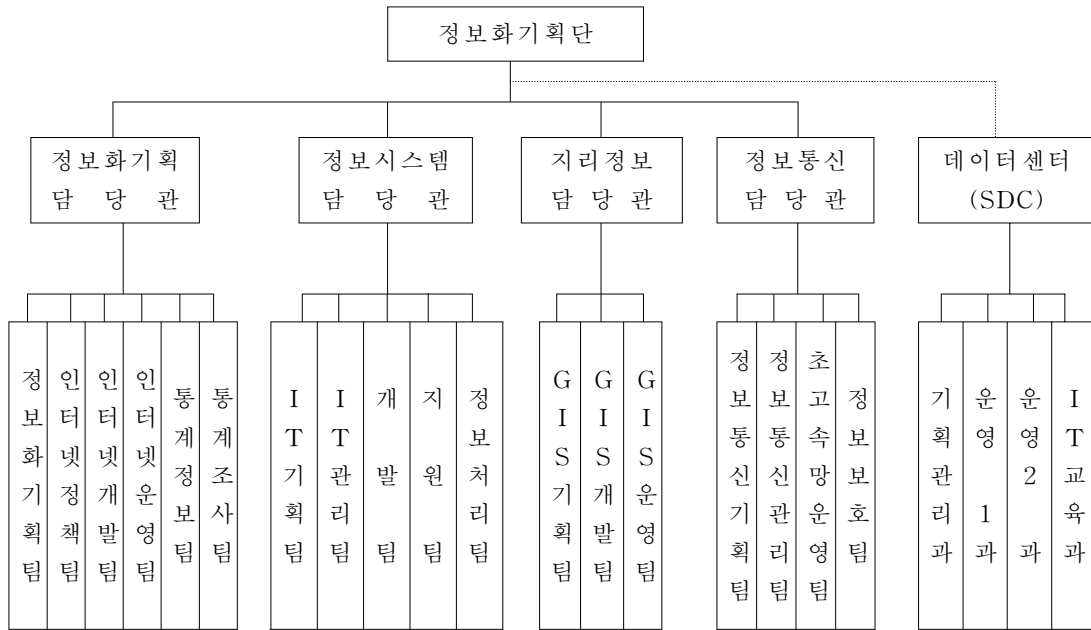 정보화기획단
정보화기획
담 당 관
정보시스템
담 당 관
지리정보
담 당 관
정보통신
담 당 관
데이터센터
(SDC)
정보화기획팀
인터넷정책팀
인터넷개발팀
인터넷운영팀
통계정보팀
통계조사팀
IT기획팀
IT관리팀
개발팀
지원팀
정보처리팀
GIS기획팀
GIS개발팀
GIS운영팀
정보통신기획팀
정보통신관리팀
초고속망운영팀
정보보호팀
기획관리과
운영1과
운영2과
IT교육과